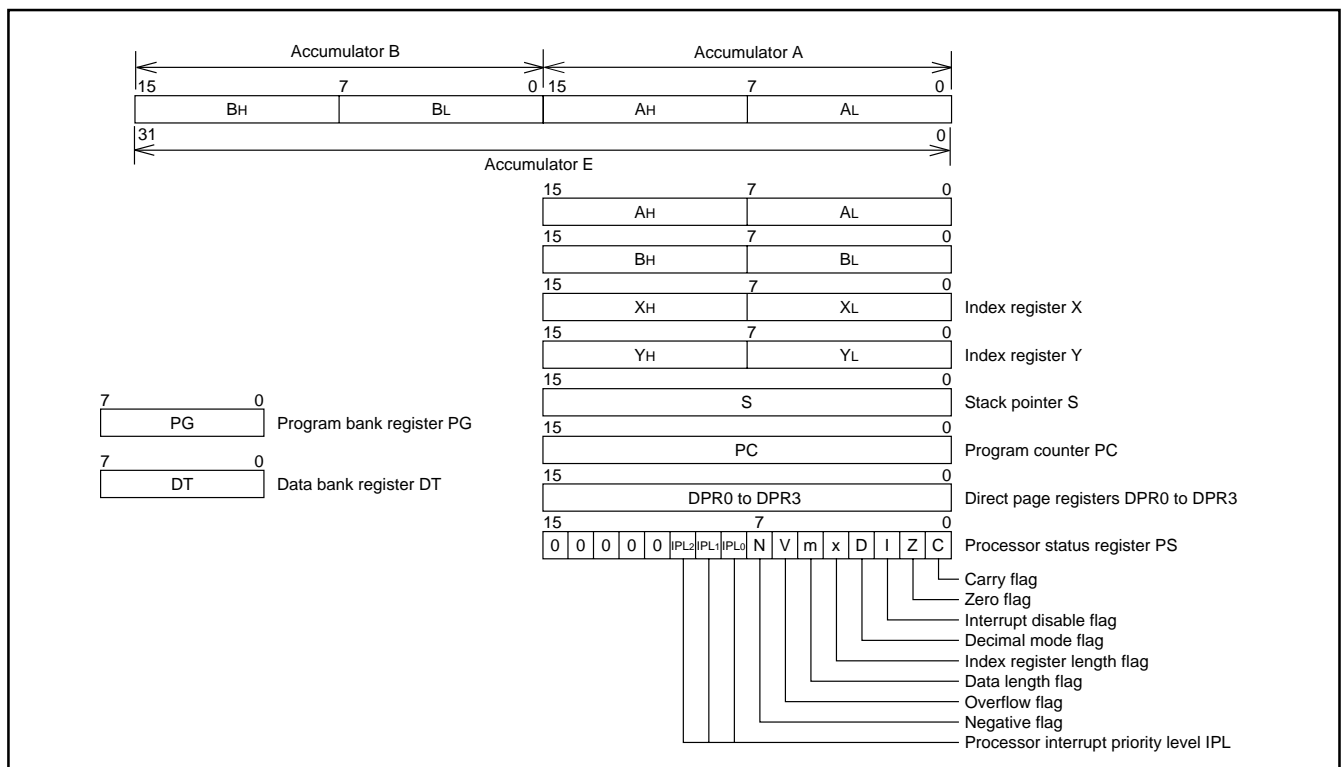 Accumulator B Accumulator A
15 7 0 15 7 0
BH BL AH AL
31 0
Accumulator E
15 7 0
AH AL
15 7 0
BH BL
15 7 0
XH XL Index register X
15 7 0
YH YL Index register Y
15 0
S Stack pointer S
7 0
PG Program bank register PG
15 0
PC Program counter PC
7 0
DT Data bank register DT
15 0
DPR0 to DPR3 Direct page registers DPR0 to DPR3
15 7 0
0 0 0 0 0 IPL2 IPL1 IPL0 N V m x D I Z C Processor status register PS
Carry flag
Zero flag
Interrupt disable flag
Decimal mode flag
Index register length flag
Data length flag
Overflow flag
Negative flag
Processor interrupt priority level IPL